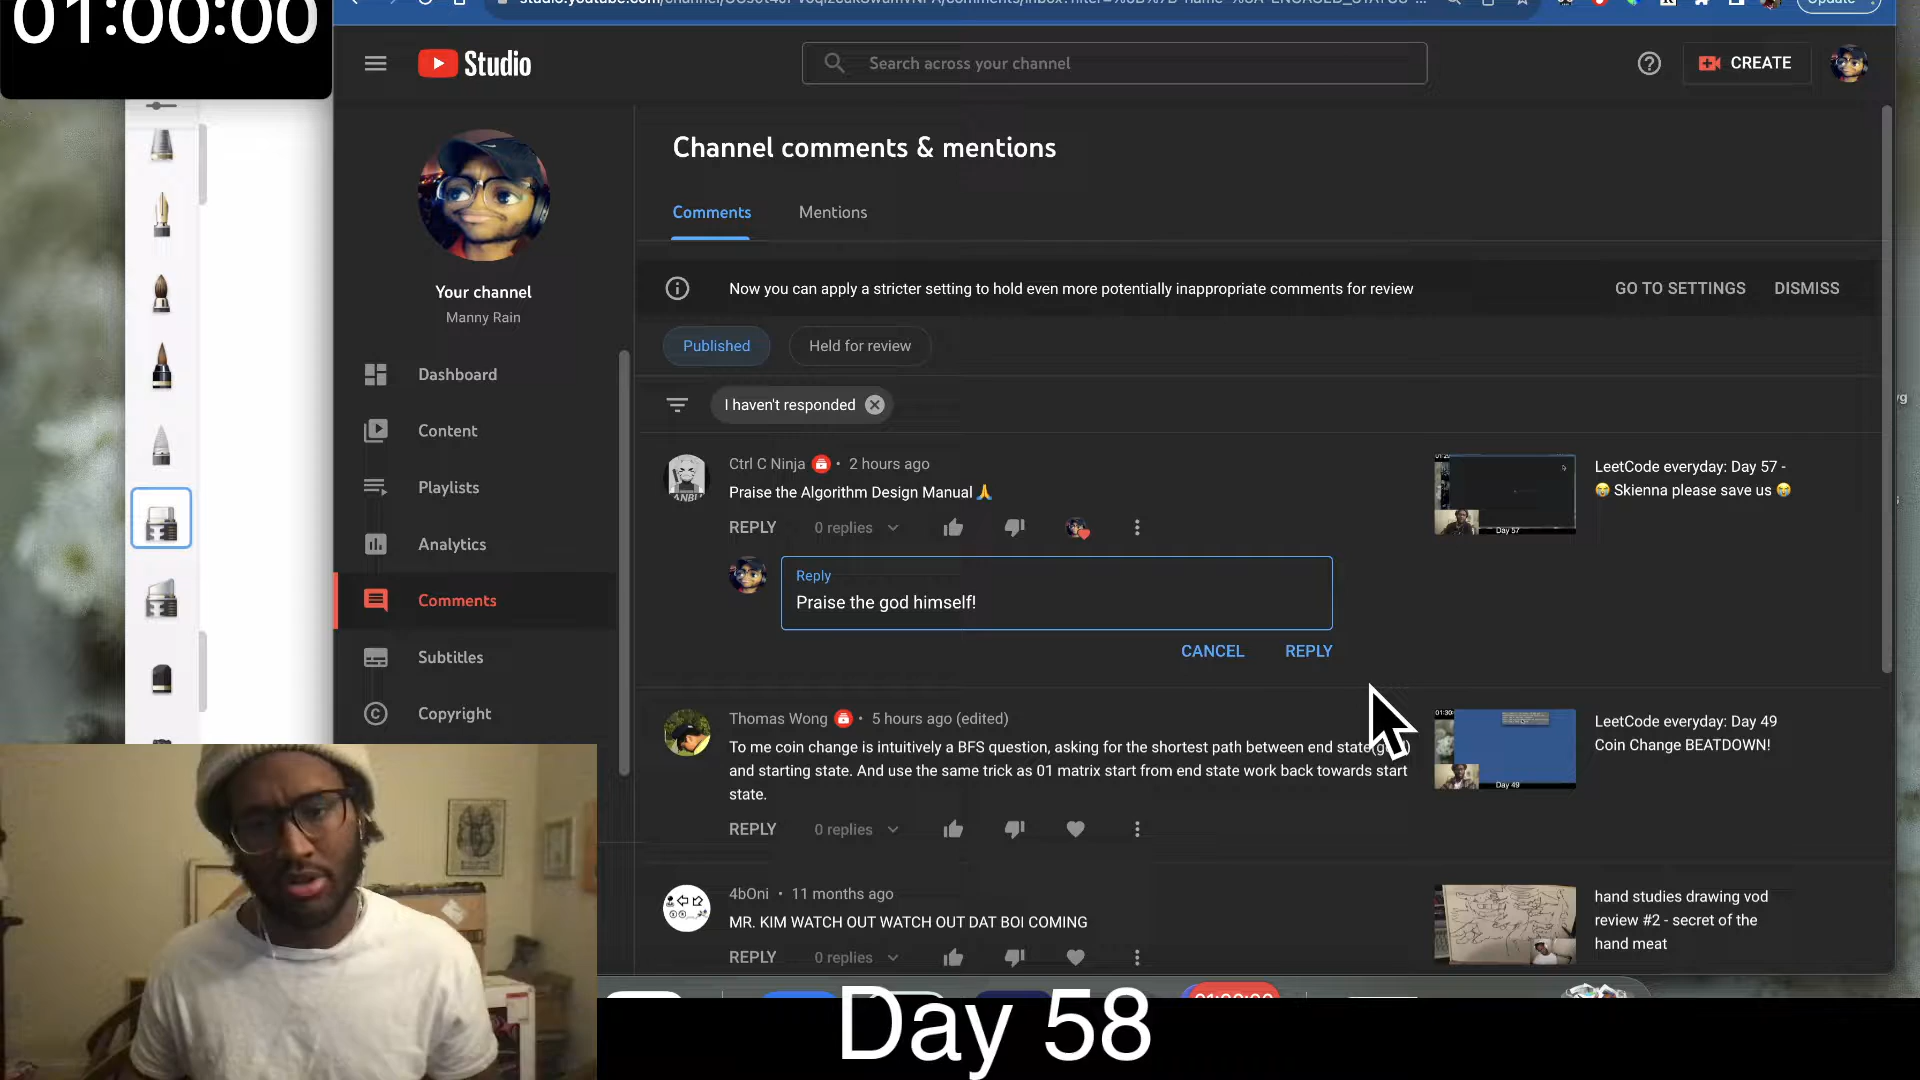 01:00:00
Studio
Search across your channel
CREATE
Update
Channel comments & mentions
Comments
Mentions
Now you can apply a stricter setting to hold even more potentially inappropriate comments for review
GO TO SETTINGS
DISMISS
Your channel
Manny Rain
Published
Held for review
I haven't responded
Dashboard
Content
Playlists
Analytics
Comments
Subtitles
Copyright
Ctrl C Ninja • 2 hours ago
Praise the Algorithm Design Manual 🙏
REPLY
0 replies
Reply
Praise the god himself!
CANCEL
REPLY
LeetCode everyday: Day 57 -
😭 Skienna please save us 😭
Day 57
Thomas Wong • 5 hours ago (edited)
To me coin change is intuitively a BFS question, asking for the shortest path between end state
and starting state. And use the same trick as 01 matrix start from end state work back towards start
state.
REPLY
0 replies
LeetCode everyday: Day 49
Coin Change BEATDOWN!
Day 49
4bOni • 11 months ago
MR. KIM WATCH OUT WATCH OUT DAT BOI COMING
REPLY
0 replies
hand studies drawing vod
review #2 - secret of the
hand meat
Day 58